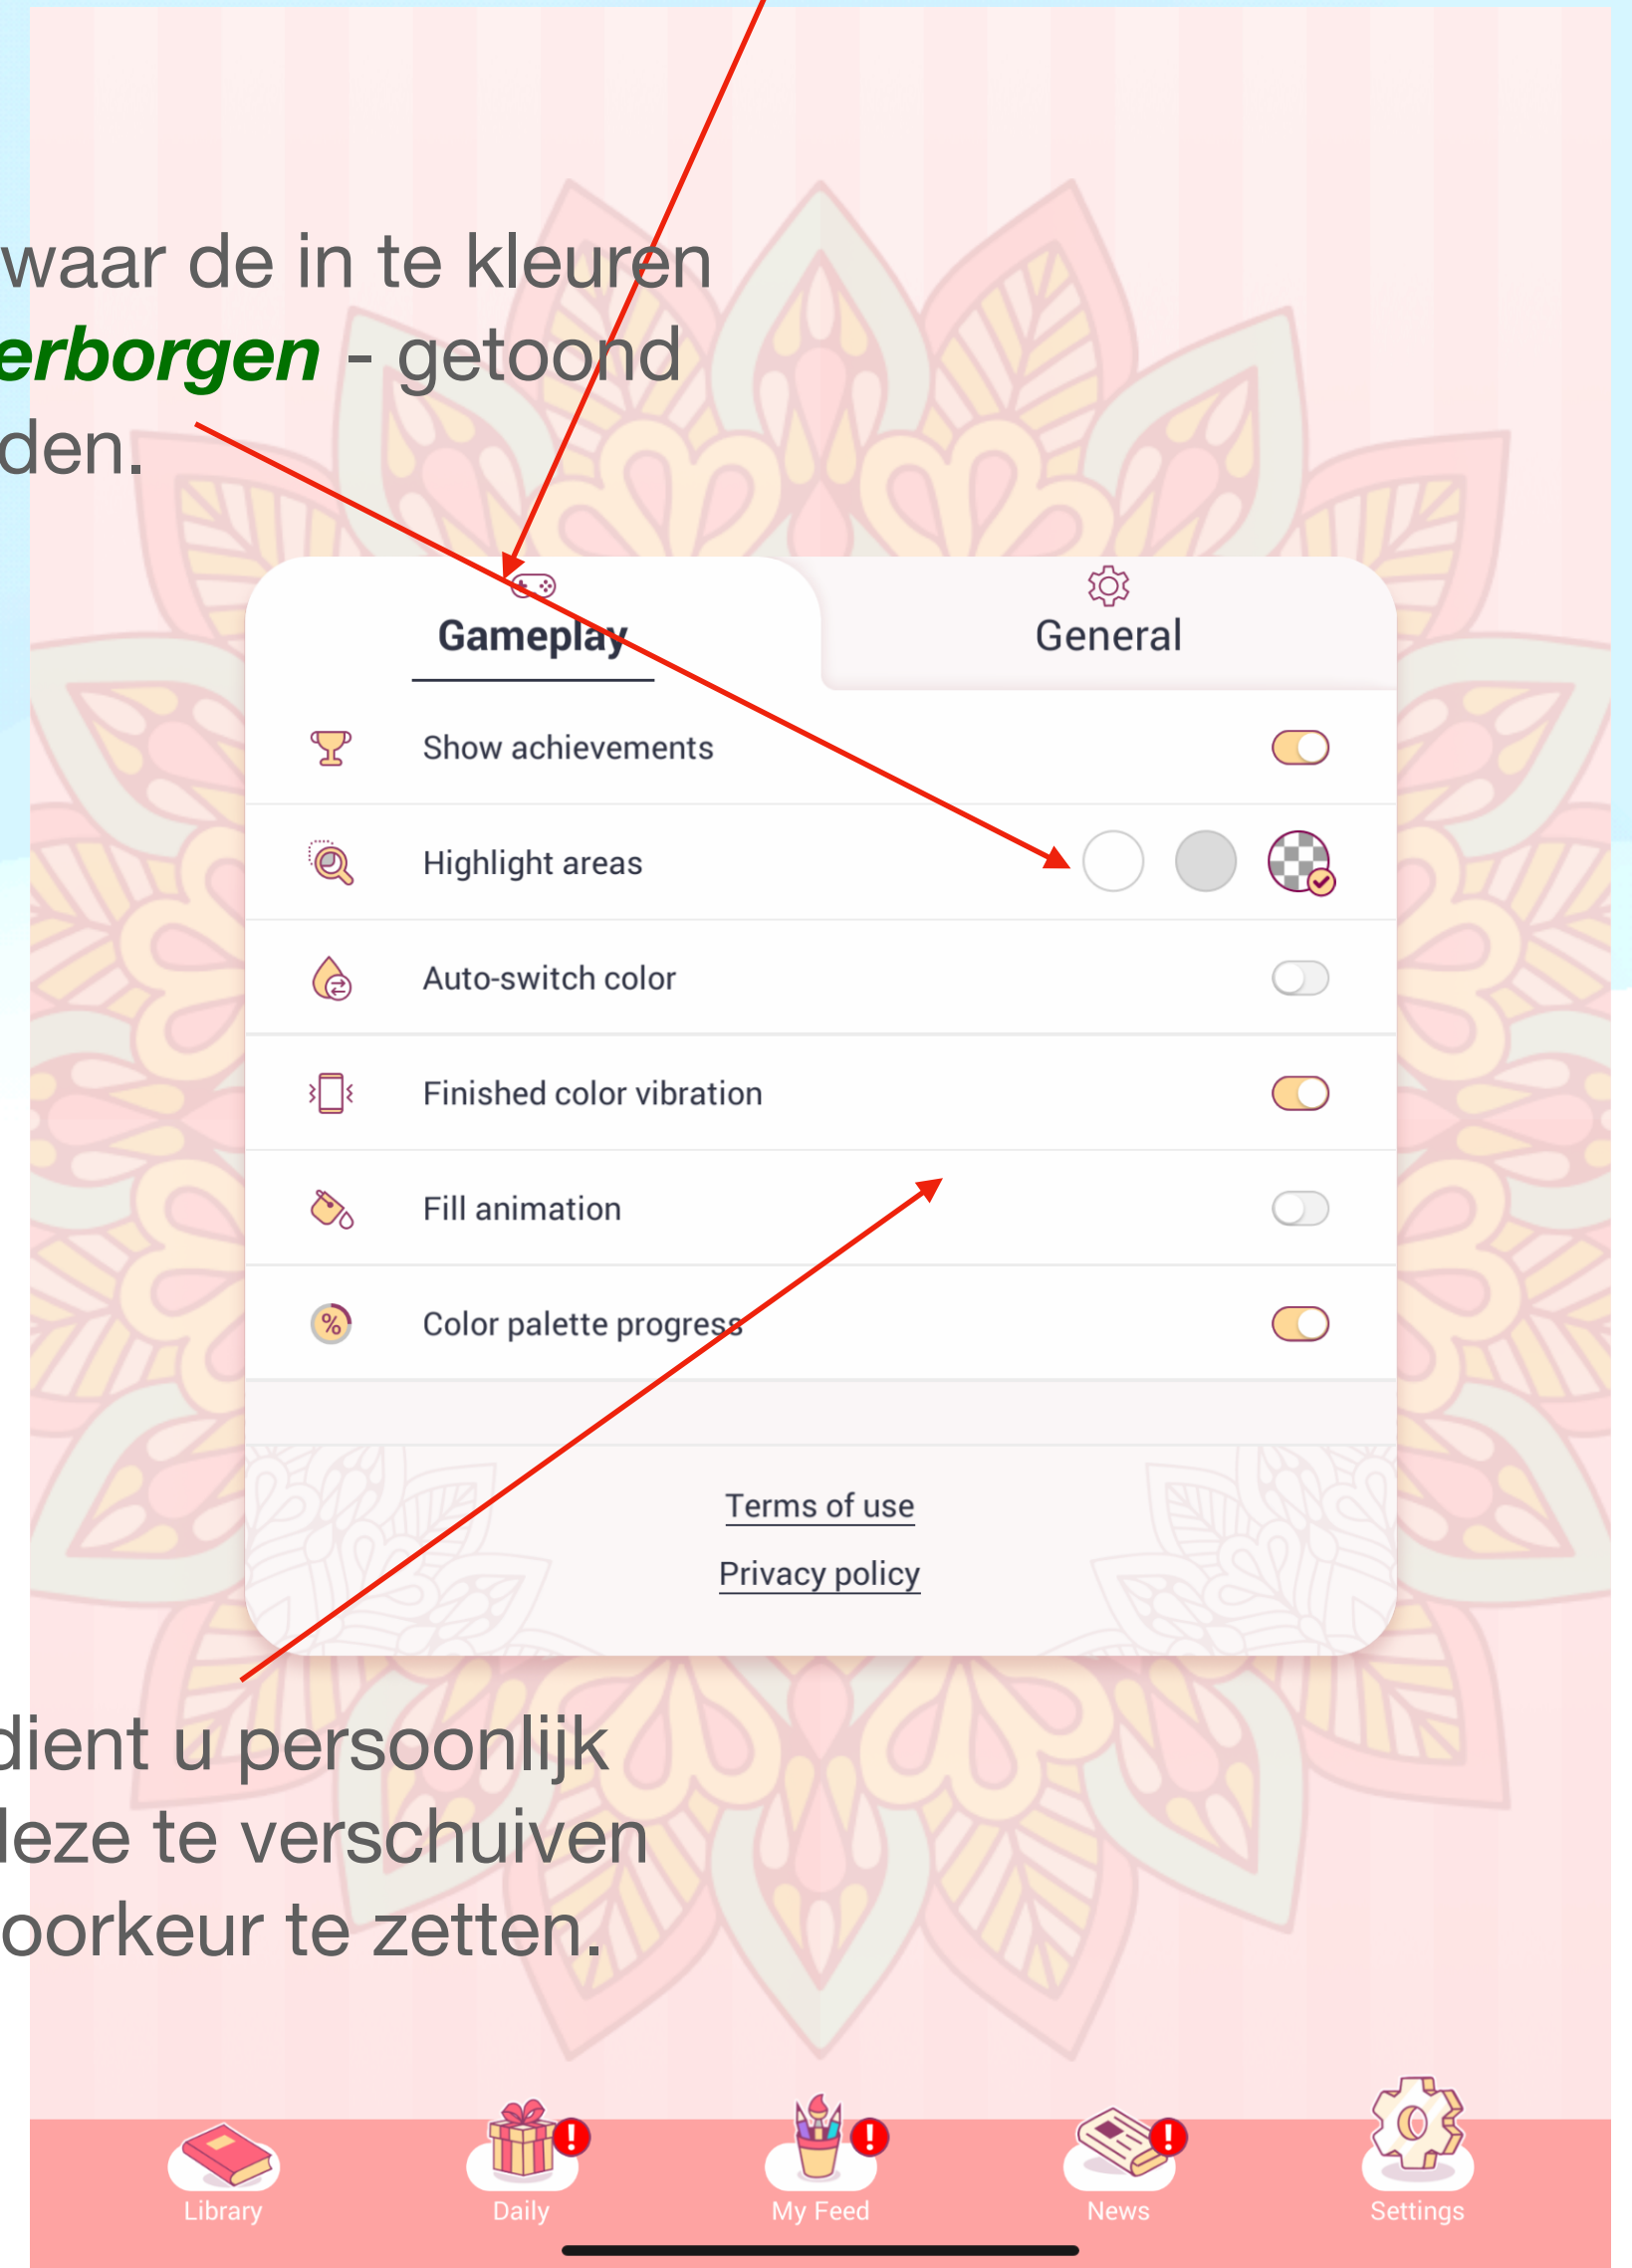 waar de in te kleuren
erborgen - getoond
den.
Gameplay
General
Show achievements
Highlight areas
Auto-switch color
Finished color vibration
Fill animation
% Color palette progress
Terms of use
Privacy policy
dient u persoonlijk
deze te verschuiven
oorkeur te zetten.
Library
Daily
My Feed
News
Settings